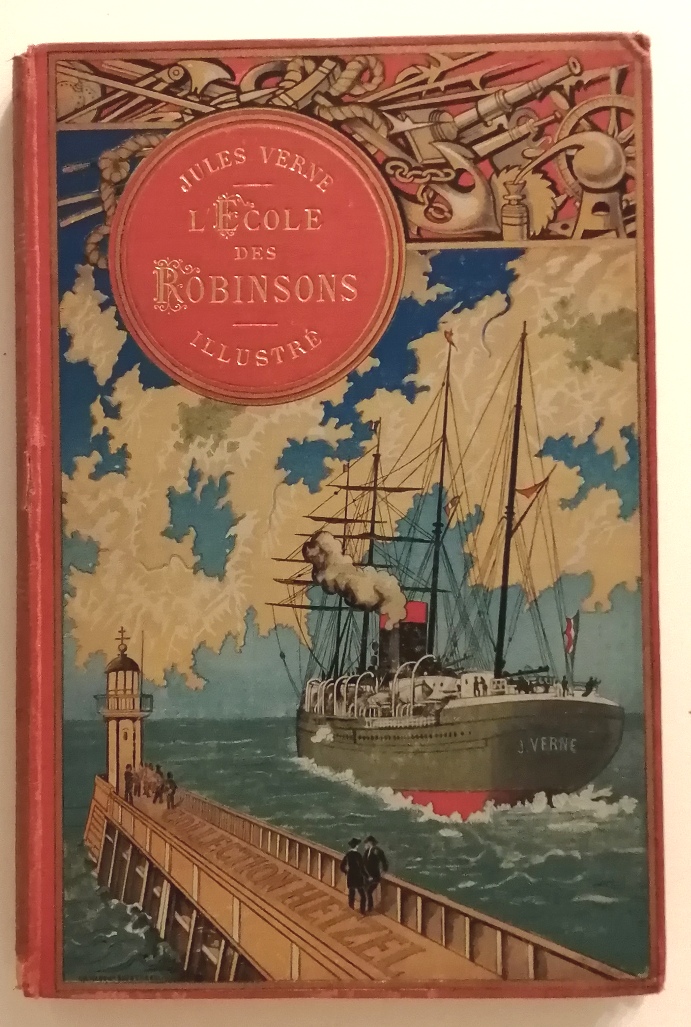 JULES VERNE
L'ÉCOLE
DES
ROBINSONS
ILLUSTRÉ
J. VERNE
COLLECTION HETZEL